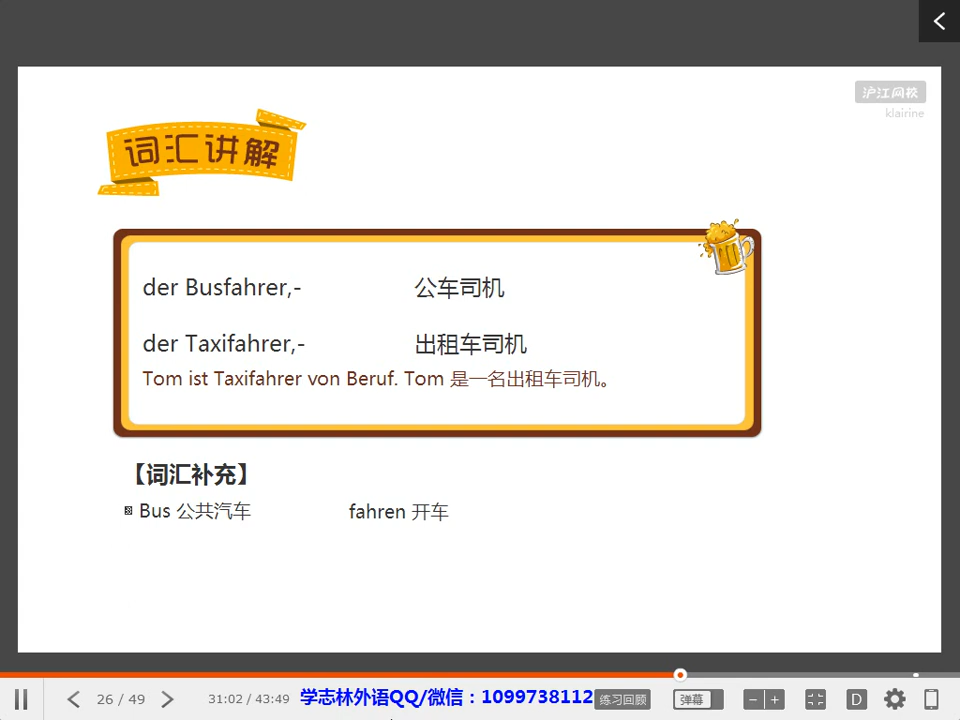 沪江网校
klairine
词汇讲解
der Busfahrer,- 公车司机
der Taxifahrer,- 出租车司机
Tom ist Taxifahrer von Beruf. Tom 是一名出租车司机。
【词汇补充】
Bus 公共汽车 fahren 开车
26 / 49 31:02 / 43:49 学志林外语QQ/微信：1099738112 练习回顾 弹幕 D